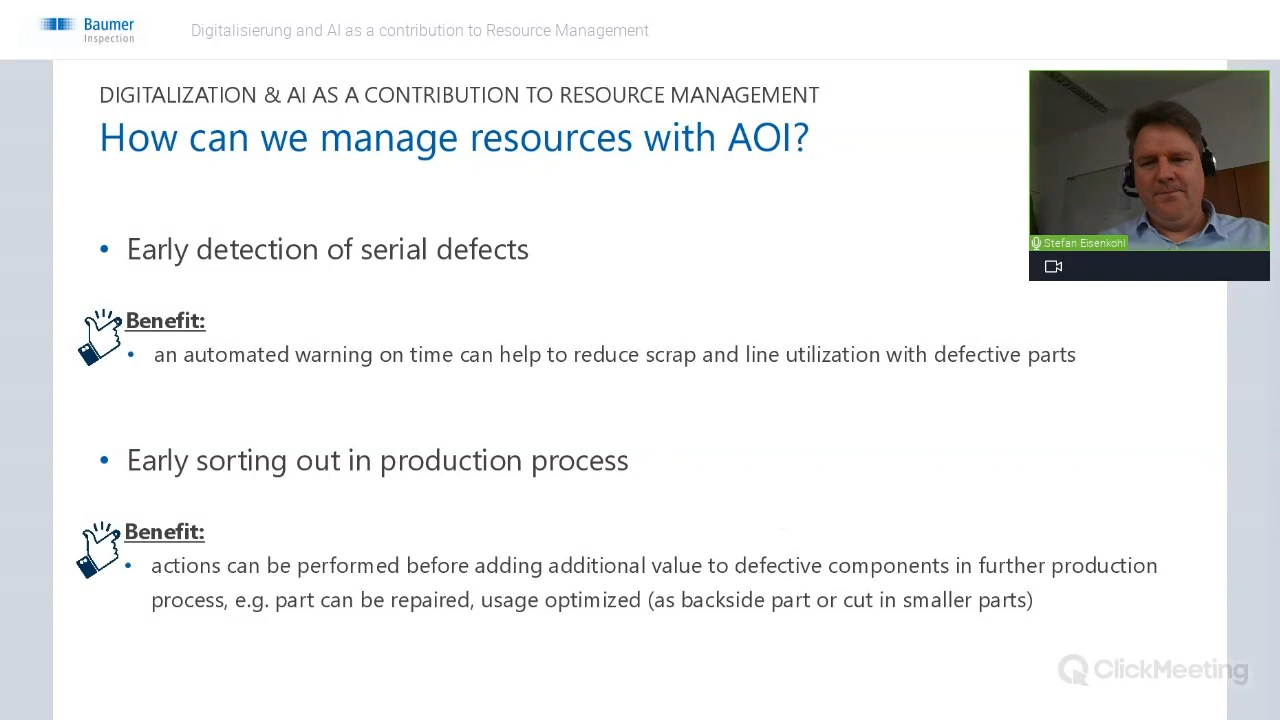 Baumer
Inspection
Digitalisierung and AI as a contribution to Resource Management
DIGITALIZATION & AI AS A CONTRIBUTION TO RESOURCE MANAGEMENT
How can we manage resources with AOI?
Stefan Eisenkohl
• Early detection of serial defects
Benefit:
• an automated warning on time can help to reduce scrap and line utilization with defective parts
• Early sorting out in production process
Benefit:
• actions can be performed before adding additional value to defective components in further production
process, e.g. part can be repaired, usage optimized (as backside part or cut in smaller parts)
ClickMeeting